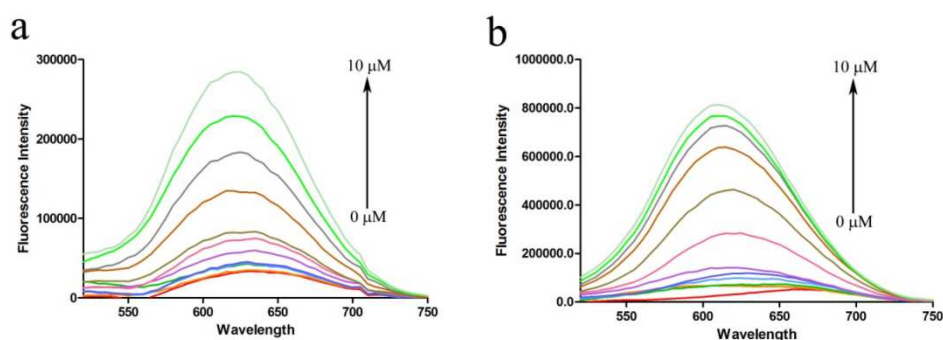 a
300000
200000
100000
0
550
600
650
700
750
Fluorescence Intensity
Wavelength
10 μM
0 μM
b
1000000.0
800000.0
600000.0
400000.0
200000.0
0.0
550
600
650
700
750
Fluorescence Intensity
Wavelength
10 μM
0 μM